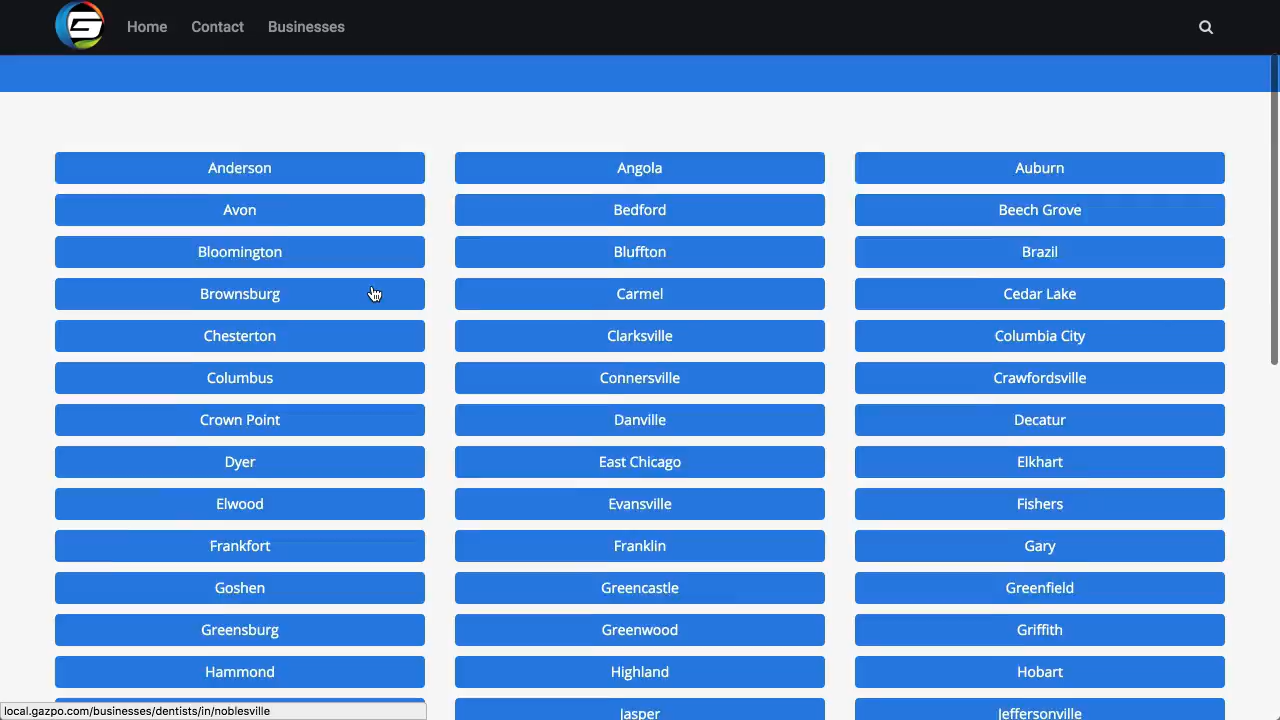 Home Contact Businesses
Anderson Angola Auburn
Avon Bedford Beech Grove
Bloomington Bluffton Brazil
Brownsburg Carmel Cedar Lake
Chesterton Clarksville Columbia City
Columbus Connersville Crawfordsville
Crown Point Danville Decatur
Dyer East Chicago Elkhart
Elwood Evansville Fishers
Frankfort Franklin Gary
Goshen Greencastle Greenfield
Greensburg Greenwood Griffith
Hammond Highland Hobart
Jasper Jeffersonville
local.gazpo.com/businesses/dentists/in/noblesville